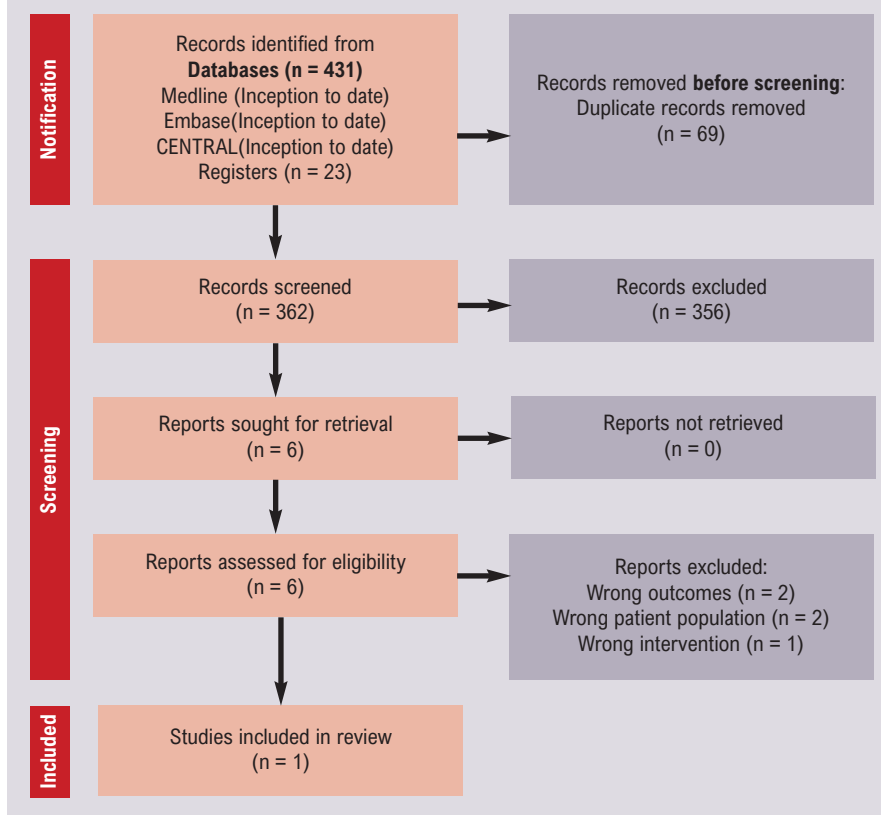 Notification
Records identified from
Databases (n = 431)
Medline (Inception to date)
Embase(Inception to date)
CENTRAL(Inception to date)
Registers (n = 23)
Records removed before screening:
Duplicate records removed
(n = 69)
Screening
Records screened
(n = 362)
Records excluded
(n = 356)
Reports sought for retrieval
(n = 6)
Reports not retrieved
(n = 0)
Reports assessed for eligibility
(n = 6)
Reports excluded:
Wrong outcomes (n = 2)
Wrong patient population (n = 2)
Wrong intervention (n = 1)
Included
Studies included in review
(n = 1)